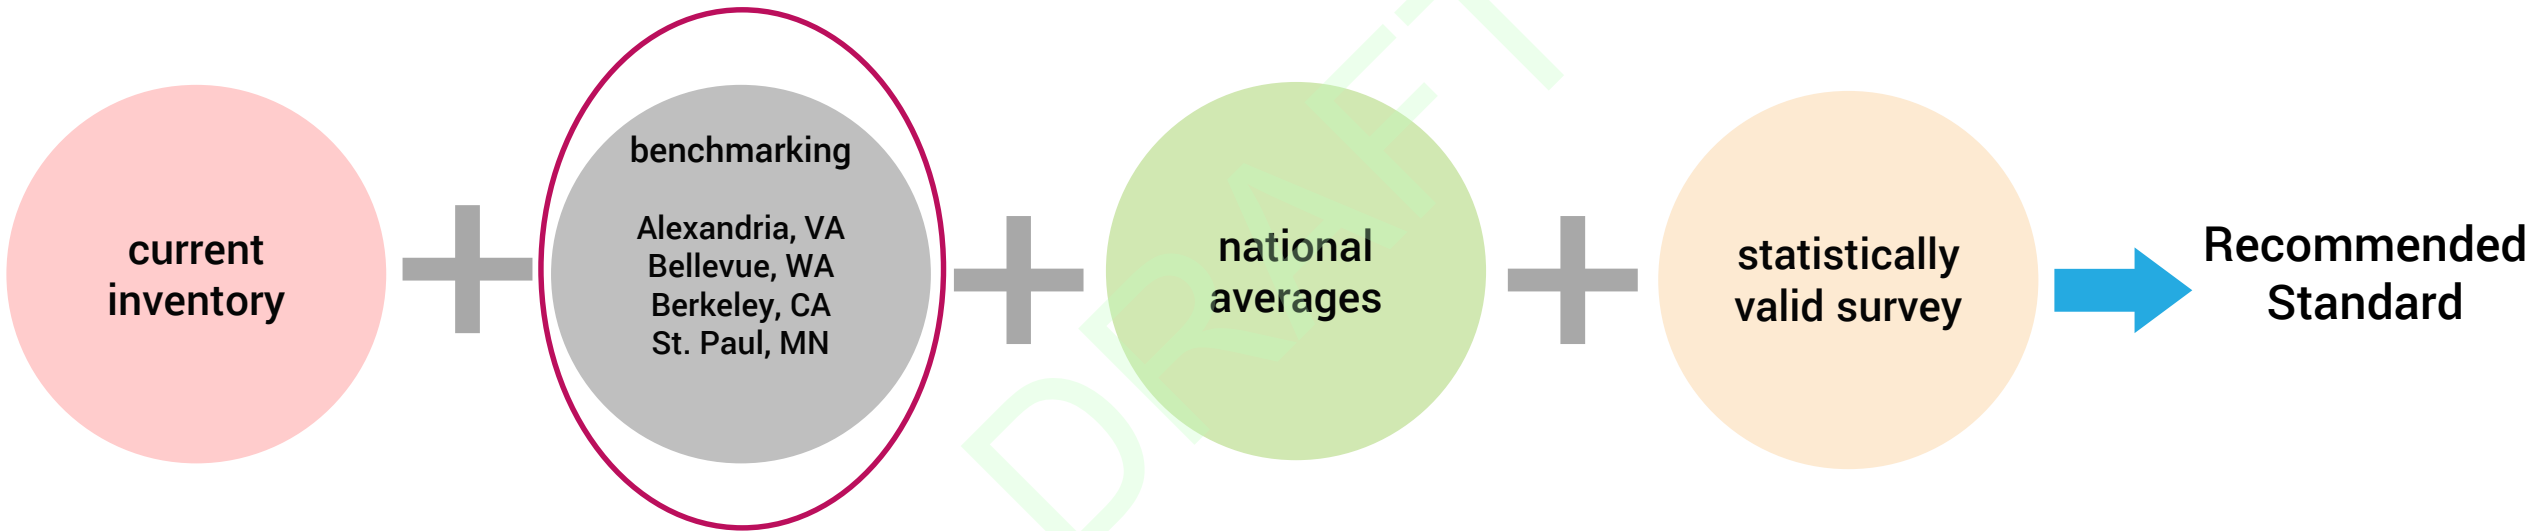 current
inventory
benchmarking
Alexandria, VA
Bellevue, WA
Berkeley, CA
St. Paul, MN
national
averages
statistically
valid survey
Recommended
Standard
DRAFT